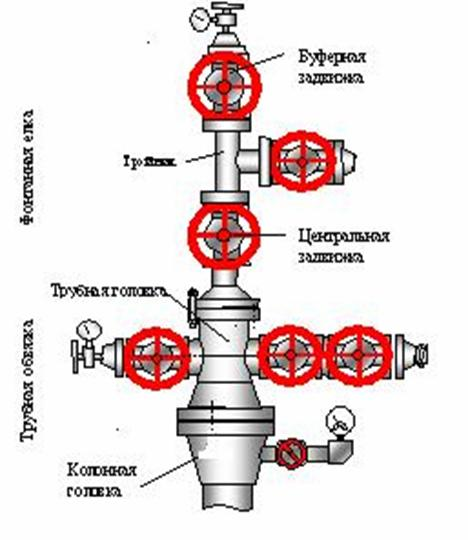 Буферная
задвижка
Фонтанная елка
Тройник
Центральная
задвижка
Трубная головка
Трубная обвязка
Колонная
головка